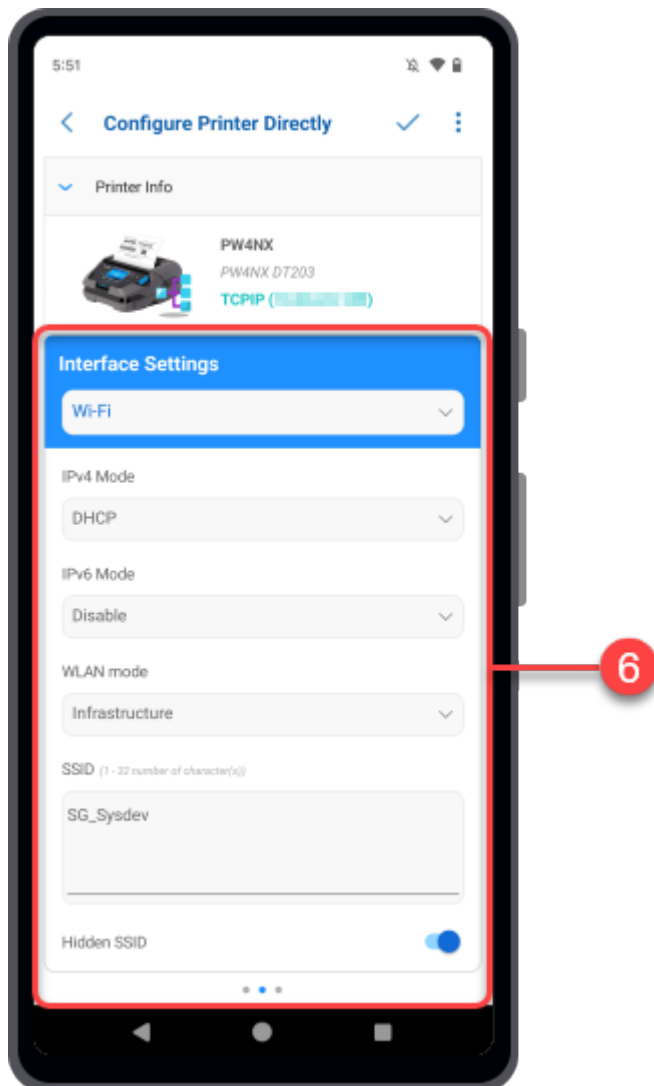 5:51
Configure Printer Directly
Printer Info
PW4NX
PW4NX DT203
TCPIP ( )
Interface Settings
Wi-Fi
IPv4 Mode
DHCP
IPv6 Mode
Disable
WLAN mode
Infrastructure
SSID (1 - 32 number of character(s))
SG_Sysdev
Hidden SSID
6